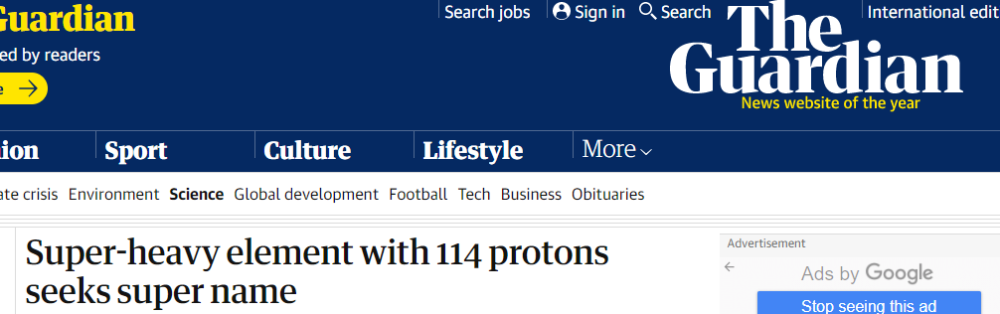 Guardian
ed by readers
Search jobs
Sign in
Search
International edit
The
Guardian
News website of the year
ion
Sport
Culture
Lifestyle
More
ate crisis
Environment
Science
Global development
Football
Tech
Business
Obituaries
Super-heavy element with 114 protons
seeks super name
Advertisement
Ads by Google
Stop seeing this ad